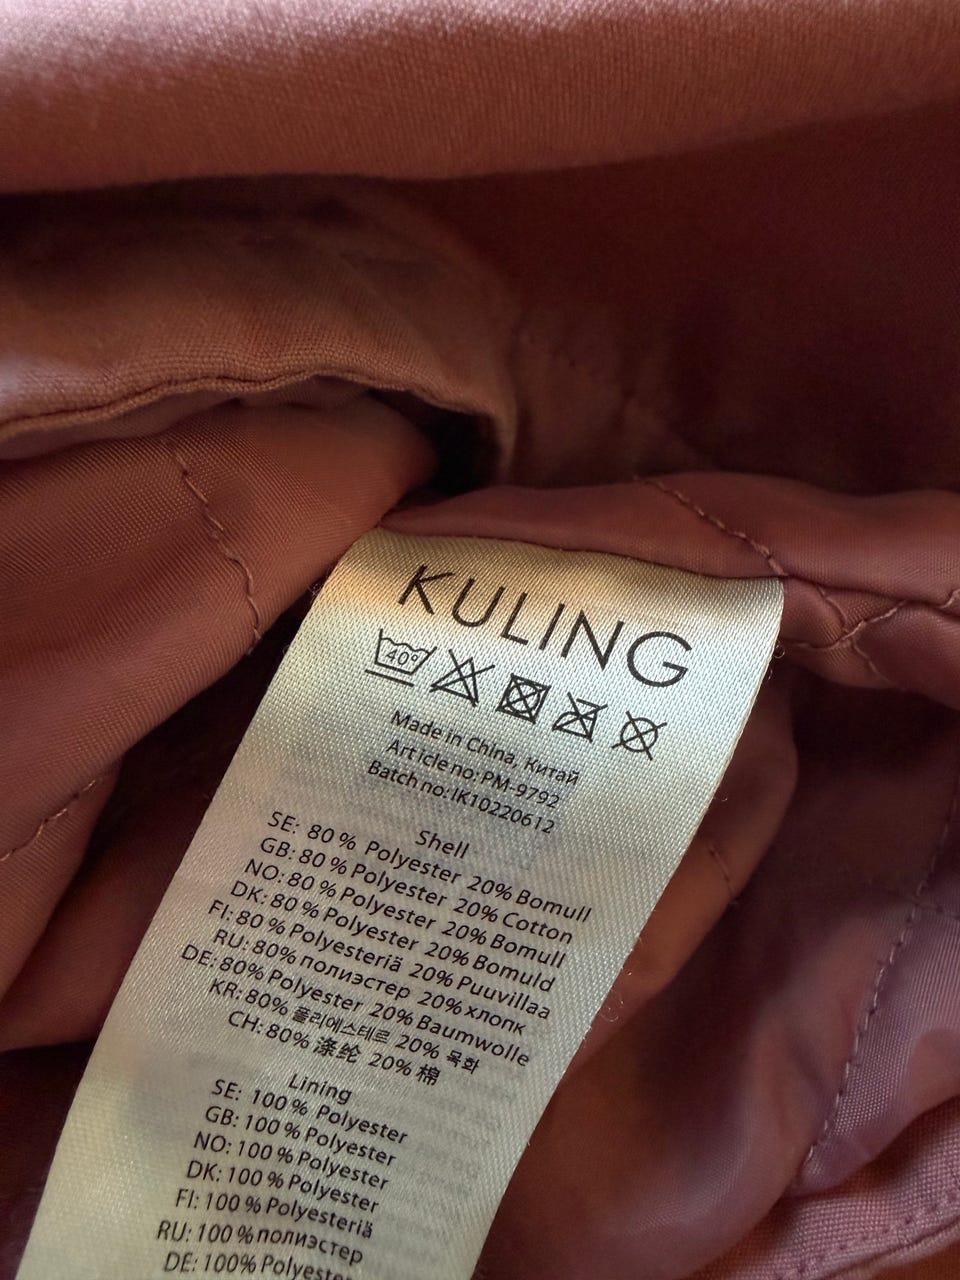 KULING
40°
Made in China, Китай
Article no: PM-9792
Batch no: IK10220612
Shell
SE: 80 % Polyester 20% Bomull
GB: 80 % Polyester 20% Cotton
NO: 80 % Polyester 20% Bomull
DK: 80 % Polyester 20% Bomuld
FI: 80 % Polyesteriä 20% Puuvillaa
RU: 80% полиэстер 20% хлопк
DE: 80% Polyester 20% Baumwolle
KR: 80% 폴리에스테르 20% 목화
CH: 80% 涤纶 20% 棉
Lining
SE: 100 % Polyester
GB: 100 % Polyester
NO: 100 % Polyester
DK: 100 % Polyester
FI: 100 % Polyesteriä
RU: 100 % полиэстер
DE: 100% Polyester